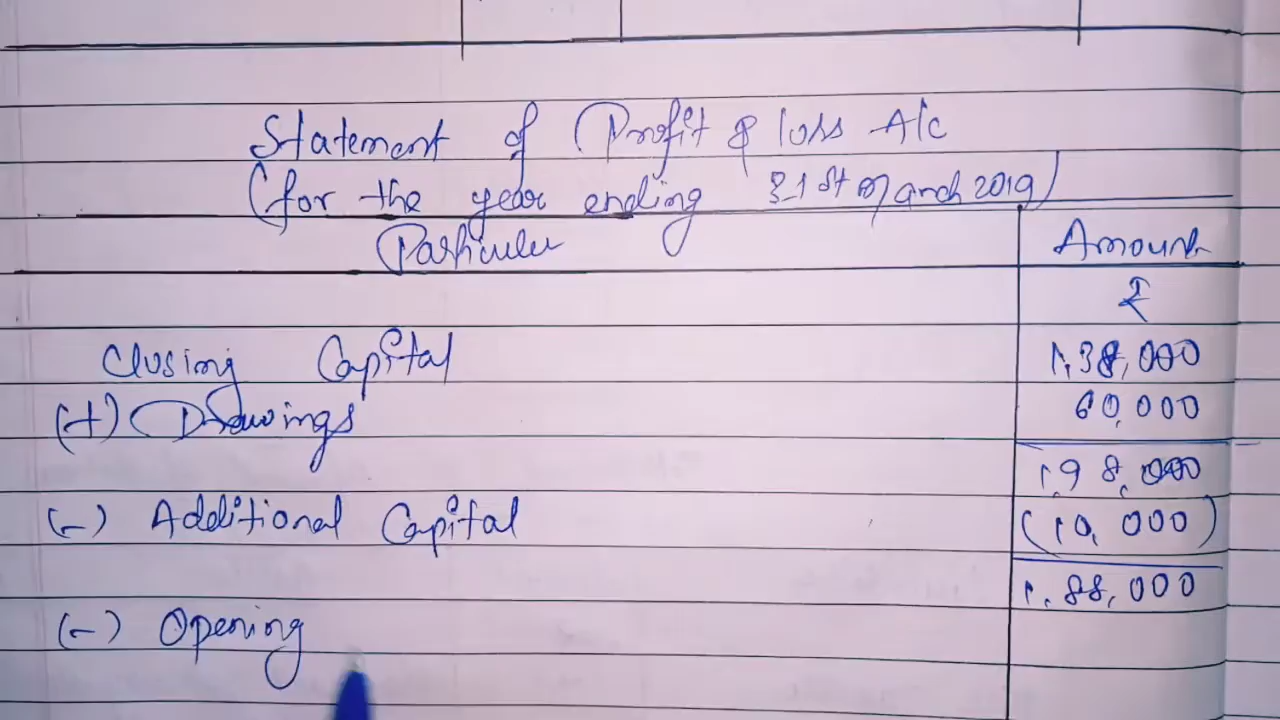 Statement of Profit & loss A/c
(for the year ending 31st March 2019)
Particular Amount
₹
Closing Capital 1,38,000
(+) Drawings 60,000
1,98,000
(-) Additional Capital (10,000)
1,88,000
(-) Opening